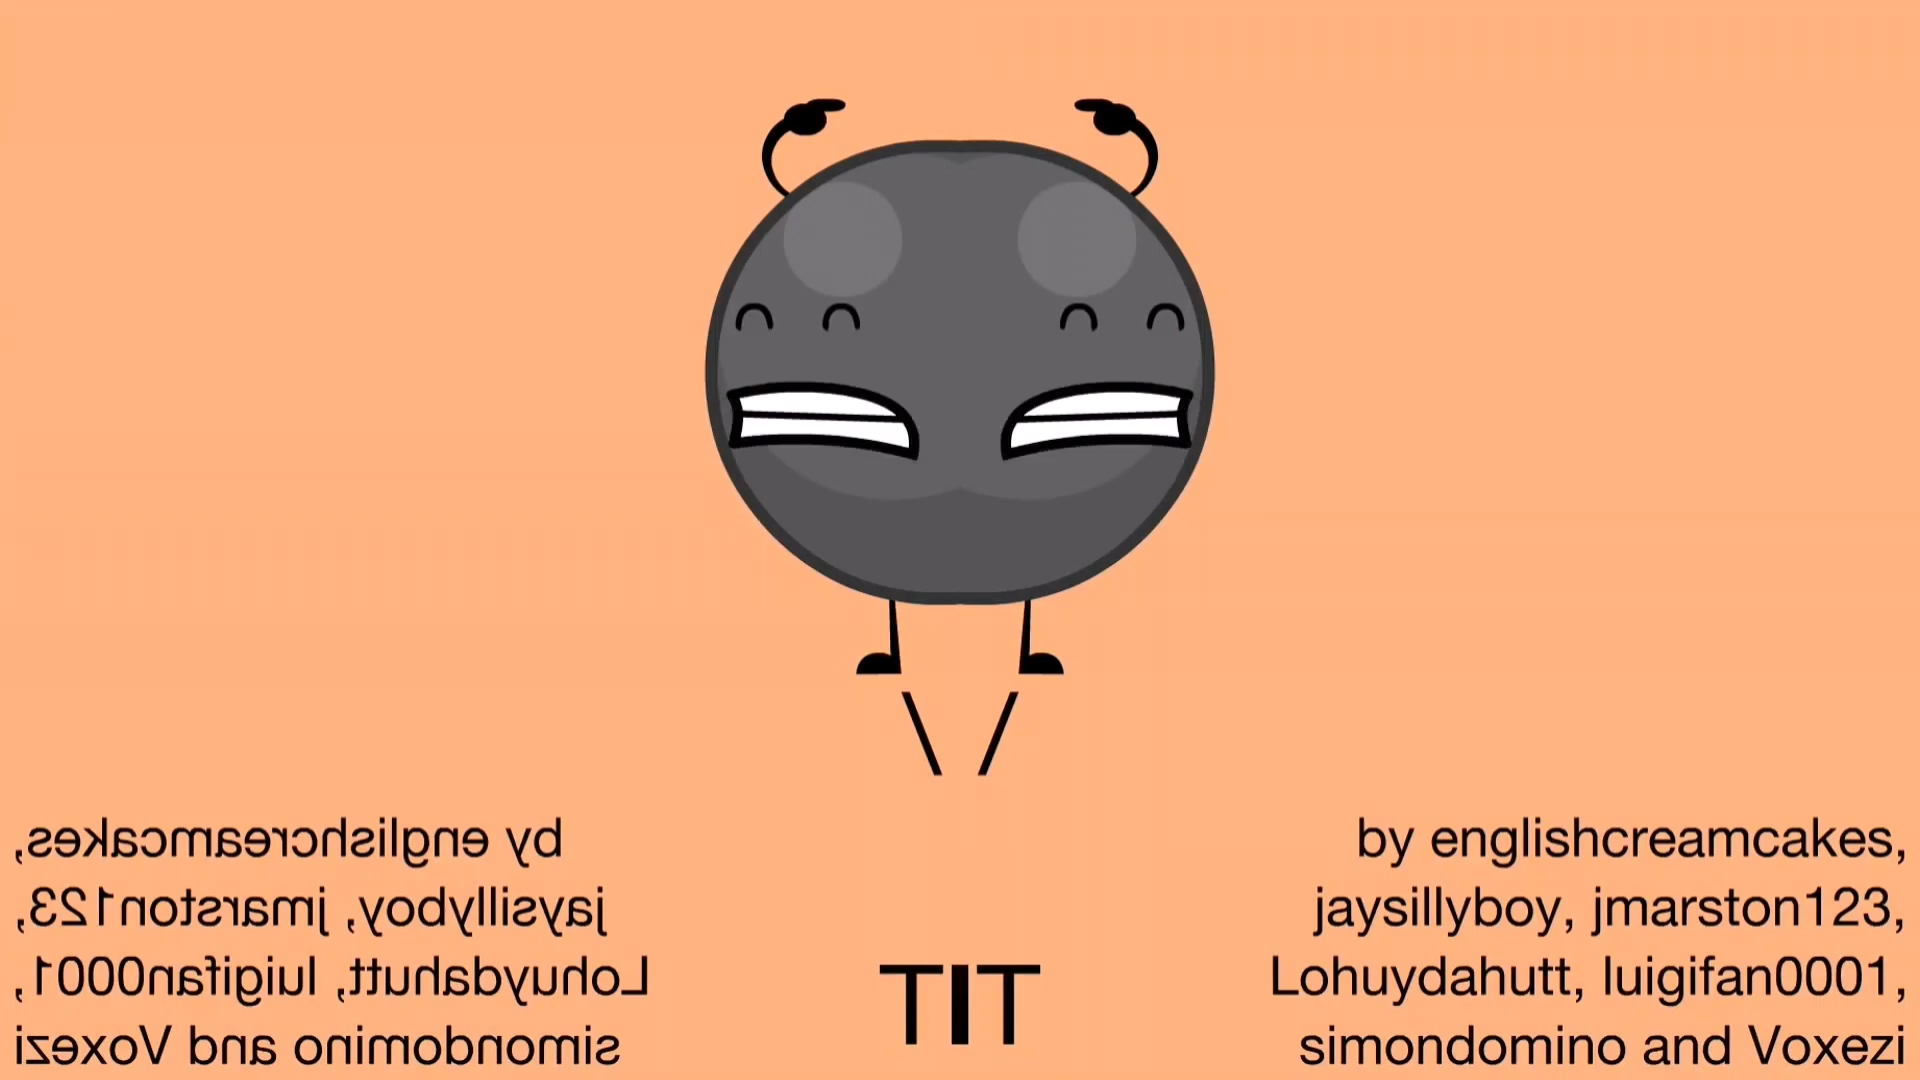 by englishcreamcakes,
jaysillyboy, jmarston123,
Lohuydahutt, luigifan0001,
simondomino and Voxezi
TIT
by englishcreamcakes,
jaysillyboy, jmarston123,
Lohuydahutt, luigifan0001,
simondomino and Voxezi